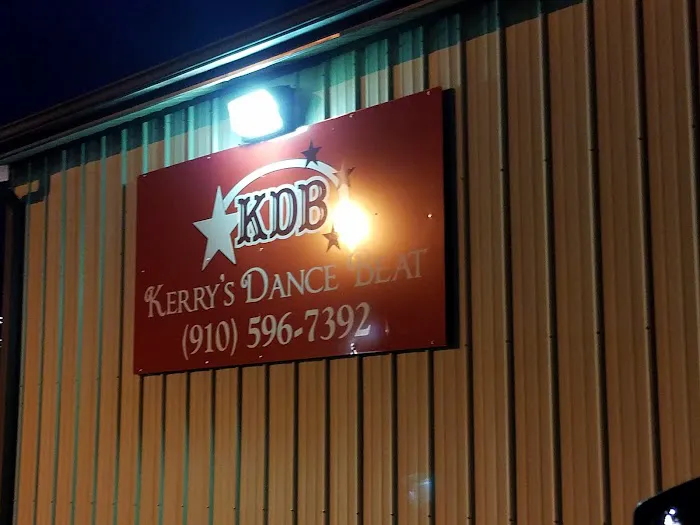 KDB
KERRY'S DANCE BEAT
(910) 596-7392